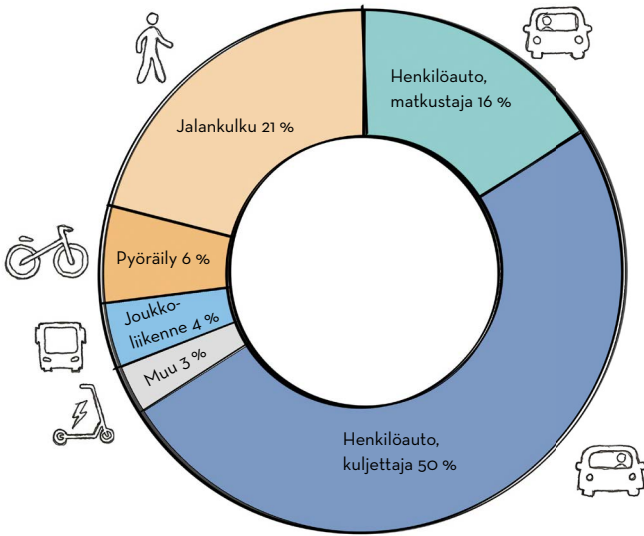 Henkilöauto,
matkustaja 16 %
Jalankulku 21 %
Pyöräily 6 %
Joukko-
liikenne 4 %
Muu 3 %
Henkilöauto,
kuljettaja 50 %